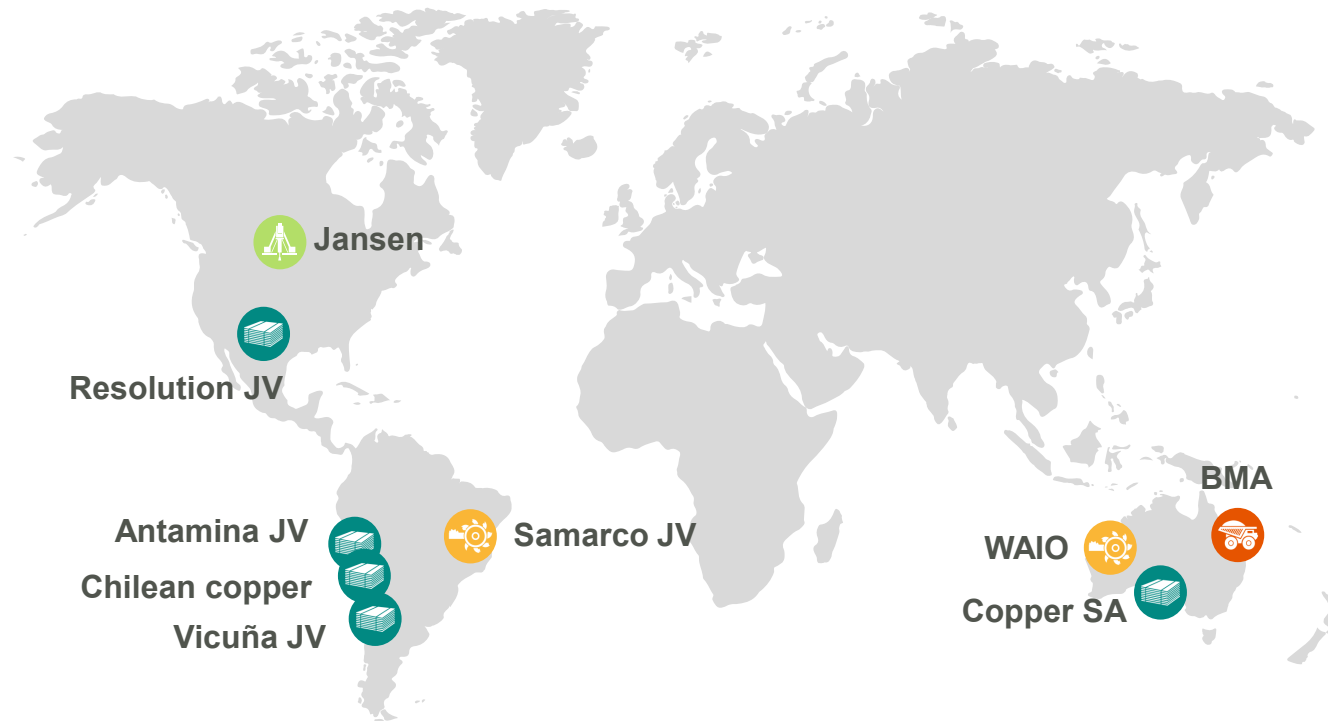 Jansen
Resolution JV
Antamina JV
Chilean copper
Vicuña JV
Samarco JV
BMA
WAIO
Copper SA